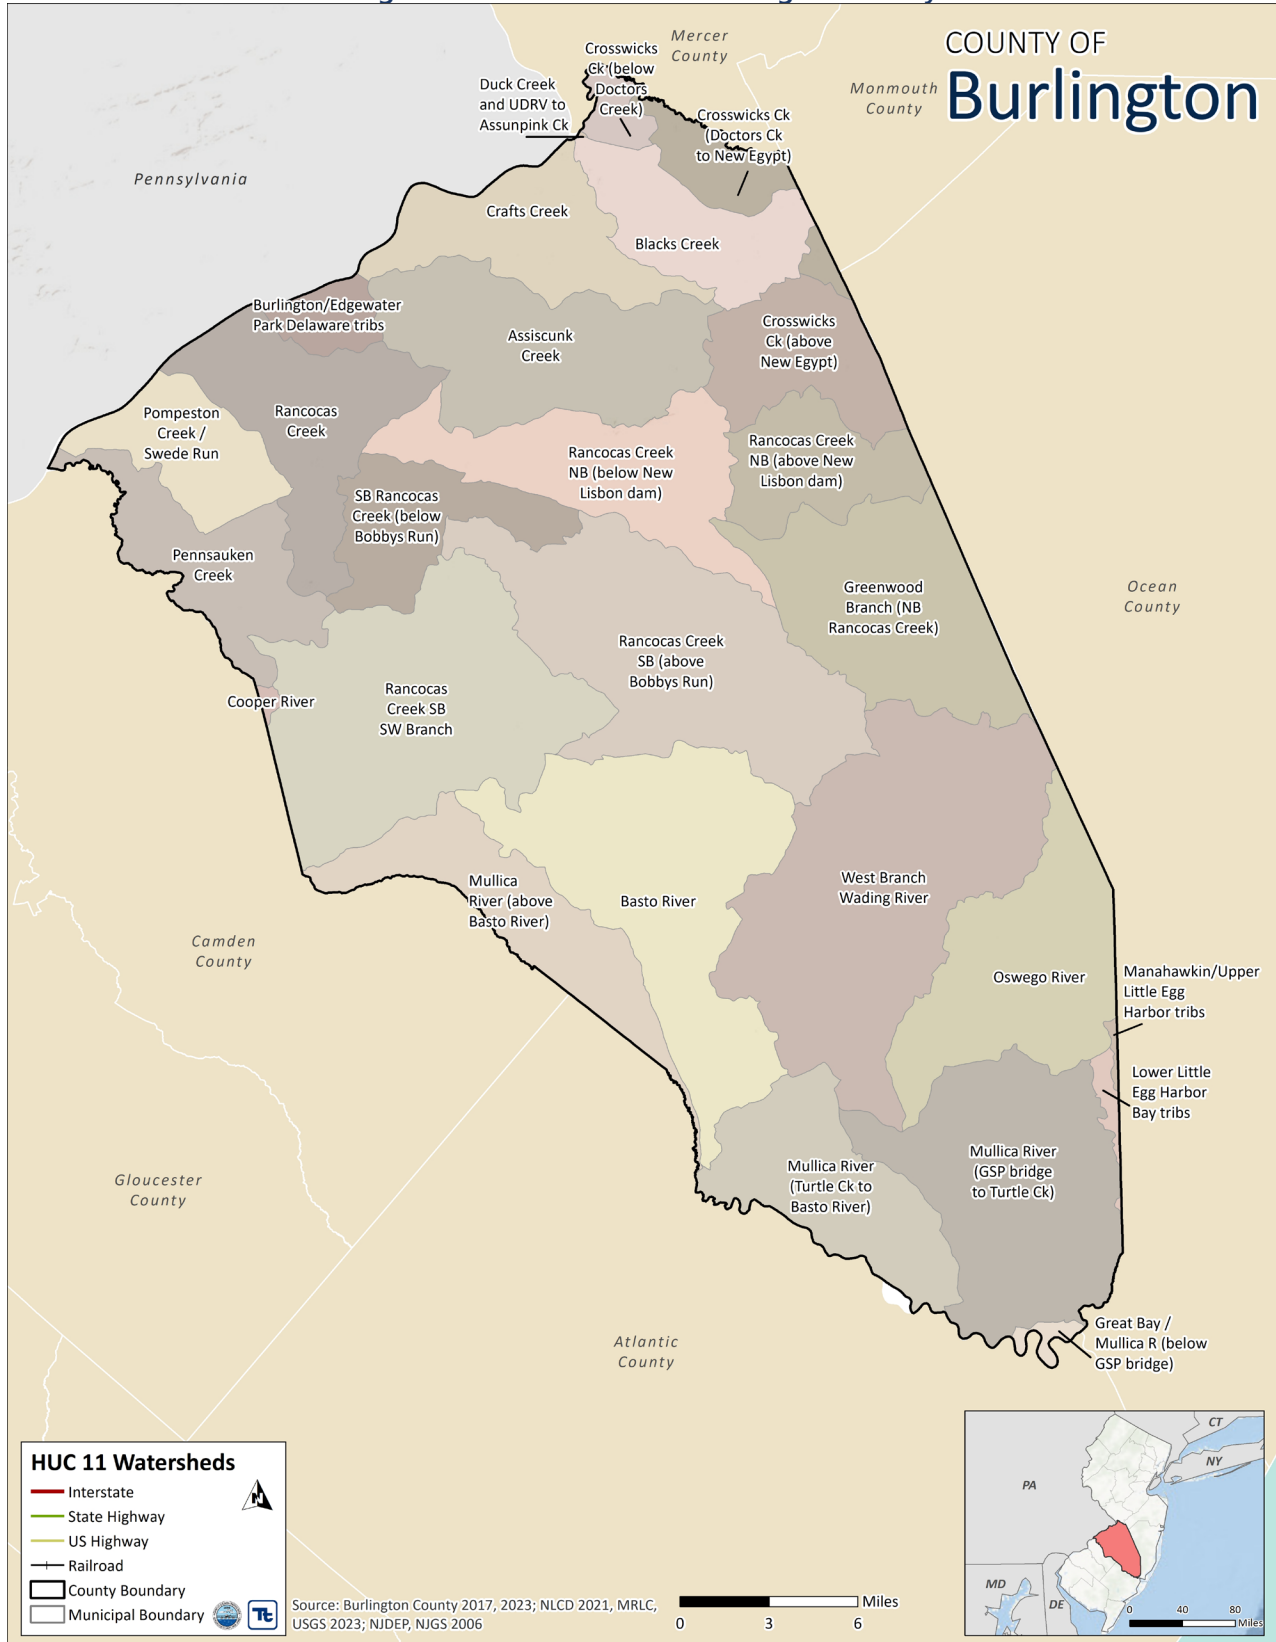 COUNTY OF
Burlington
Mercer
County
Monmouth
County
Pennsylvania
Crosswicks
Ck (below
Doctors
Creek)
Duck Creek
and UDRV to
Assunpink Ck
Crosswicks Ck
(Doctors Ck
to New Egypt)
Crafts Creek
Blacks Creek
Burlington/Edgewater
Park Delaware tribs
Assiscunk
Creek
Crosswicks
Ck (above
New Egypt)
Pompeston
Creek /
Swede Run
Rancocas
Creek
Rancocas Creek
NB (below New
Lisbon dam)
Rancocas Creek
NB (above New
Lisbon dam)
SB Rancocas
Creek (below
Bobbys Run)
Pennsauken
Creek
Greenwood
Branch (NB
Rancocas Creek)
Ocean
County
Rancocas Creek
SB (above
Bobbys Run)
Cooper River
Rancocas
Creek SB
SW Branch
Mullica
River (above
Basto River)
Basto River
West Branch
Wading River
Camden
County
Oswego River
Manahawkin/Upper
Little Egg
Harbor tribs
Lower Little
Egg Harbor
Bay tribs
Gloucester
County
Mullica River
(Turtle Ck to
Basto River)
Mullica River
(GSP bridge
to Turtle Ck)
Atlantic
County
Great Bay /
Mullica R (below
GSP bridge)
HUC 11 Watersheds
N
Interstate
State Highway
US Highway
Railroad
County Boundary
Municipal Boundary
Tt
Source: Burlington County 2017, 2023; NLCD 2021, MRLC,
USGS 2023; NJDEP, NJGS 2006
Miles
0 3 6
CT
NY
PA
MD
DE
0 40 80
Miles